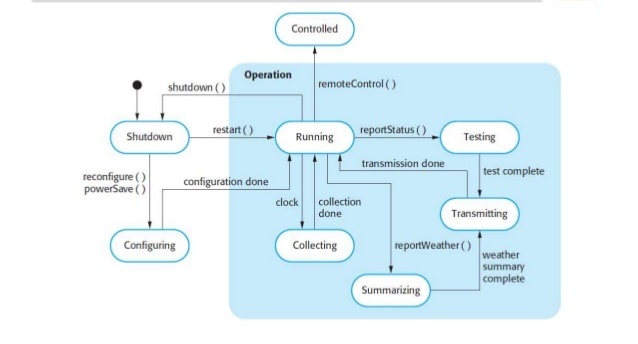 Controlled
Operation
shutdown ( )
remoteControl ( )
Shutdown
restart ( )
Running
reportStatus ( )
Testing
transmission done
test complete
reconfigure ( )
powerSave ( )
configuration done
clock
collection
done
Transmitting
Configuring
Collecting
reportWeather ( )
weather
summary
complete
Summarizing